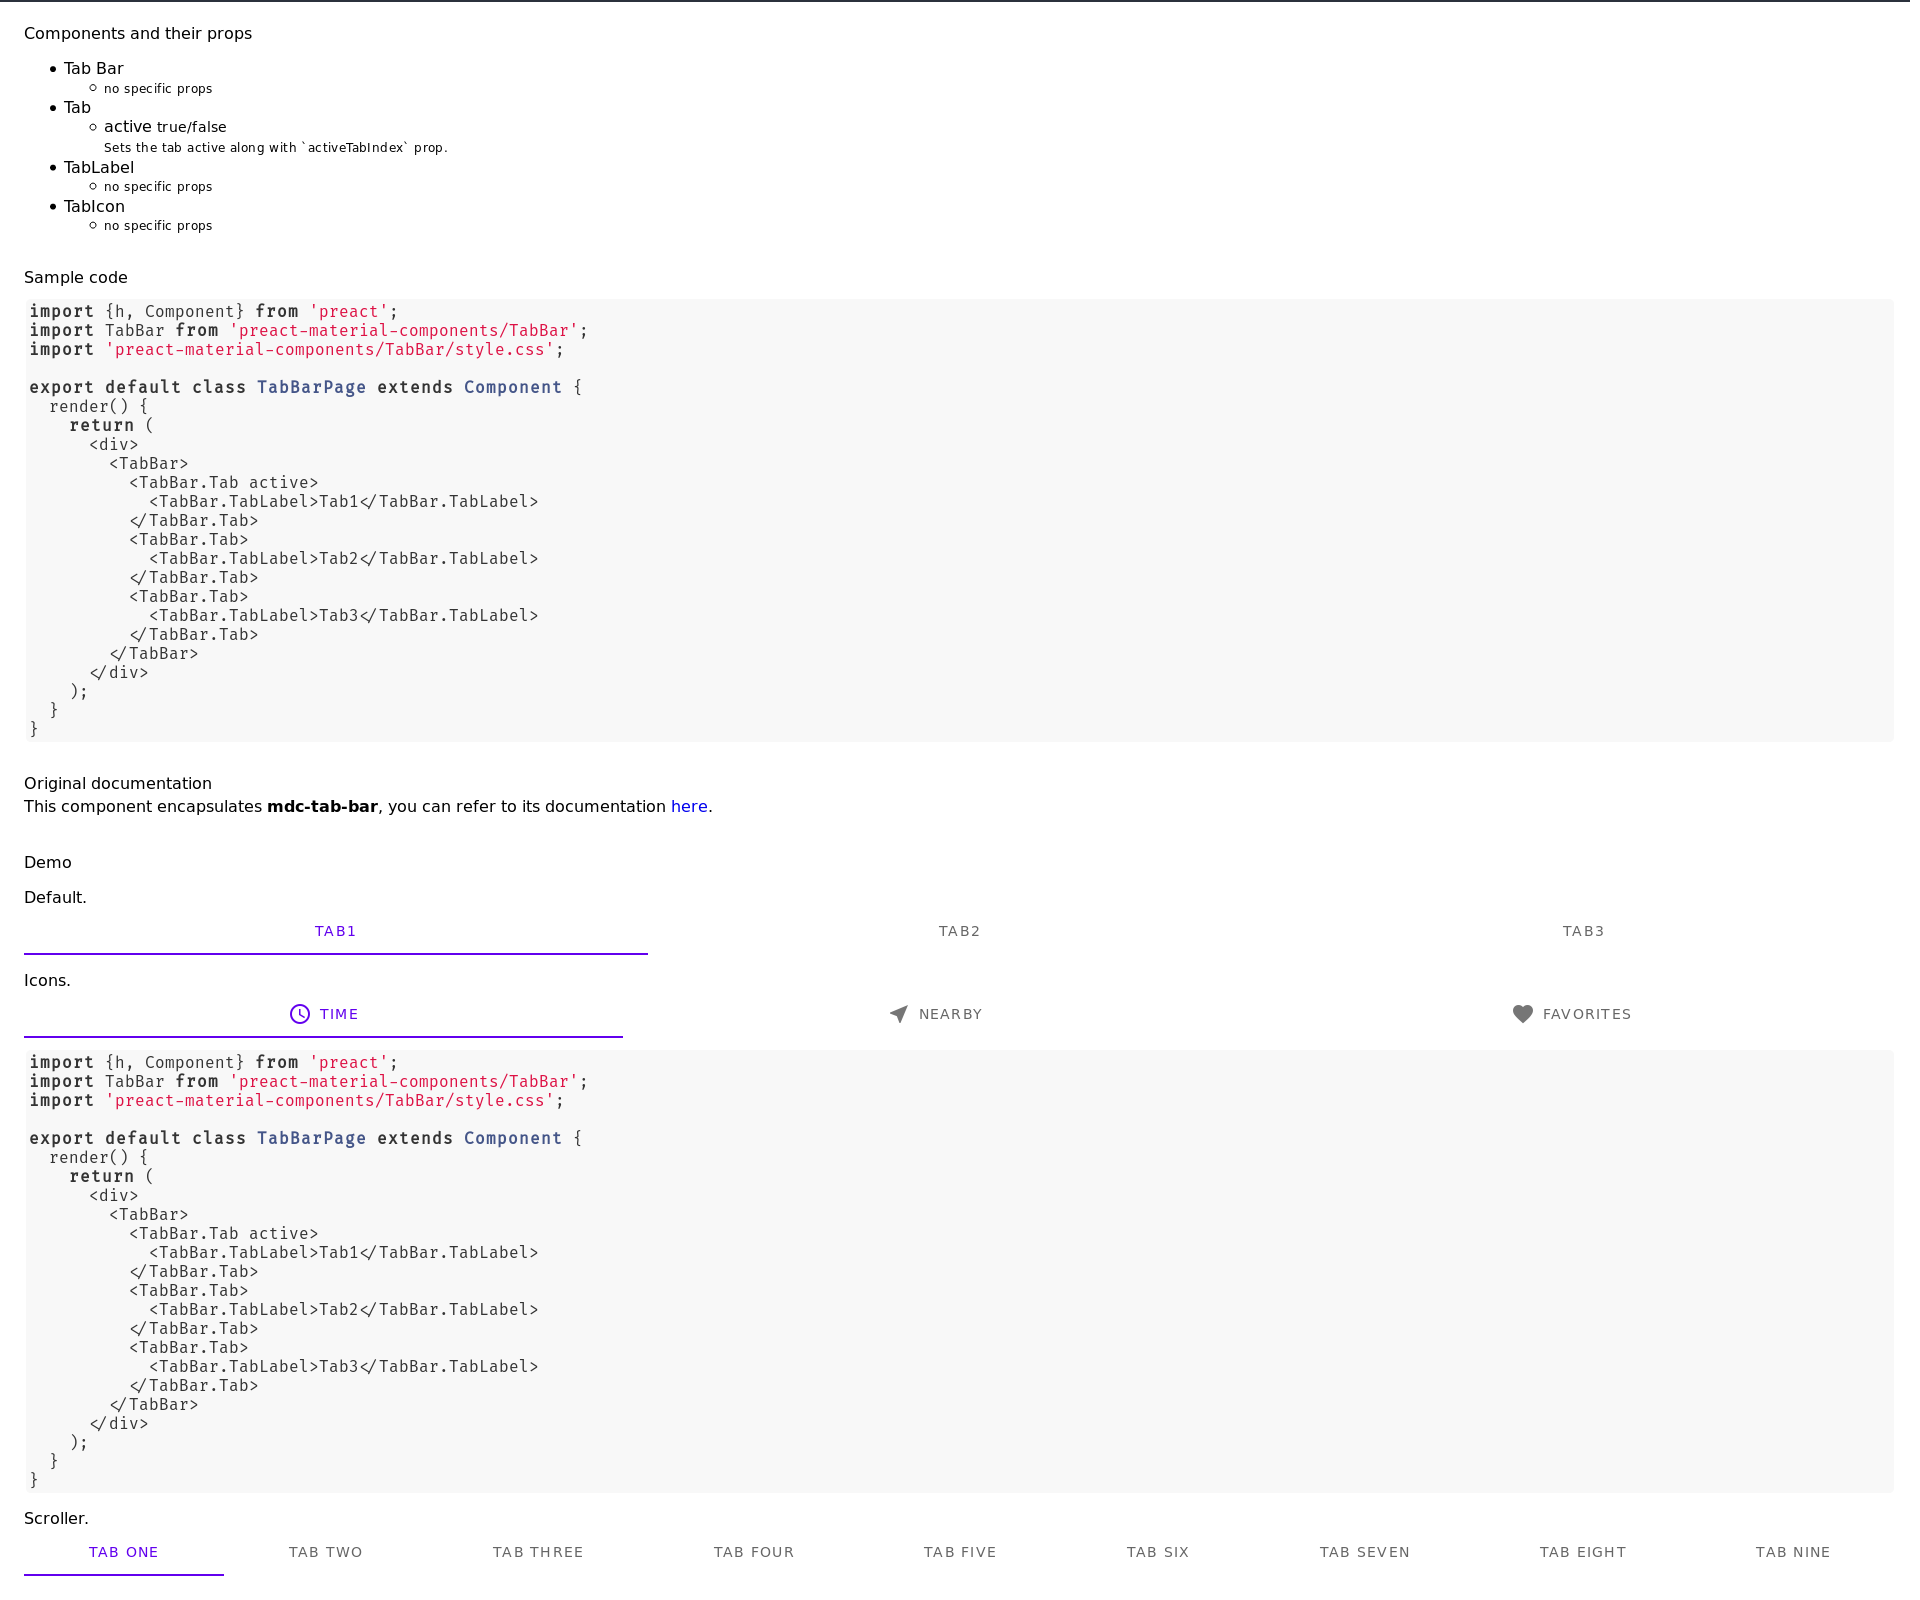 Components and their props
Tab Bar
no specific props
Tab
active true/false
Sets the tab active along with `activeTabIndex` prop.
TabLabel
no specific props
TabIcon
no specific props
Sample code
import {h, Component} from 'preact';
import TabBar from 'preact-material-components/TabBar';
import 'preact-material-components/TabBar/style.css';
export default class TabBarPage extends Component {
  render() {
    return (
      <div>
        <TabBar>
          <TabBar.Tab active>
            <TabBar.TabLabel>Tab1</TabBar.TabLabel>
          </TabBar.Tab>
          <TabBar.Tab>
            <TabBar.TabLabel>Tab2</TabBar.TabLabel>
          </TabBar.Tab>
          <TabBar.Tab>
            <TabBar.TabLabel>Tab3</TabBar.TabLabel>
          </TabBar.Tab>
        </TabBar>
      </div>
    );
  }
}
Original documentation
This component encapsulates mdc-tab-bar, you can refer to its documentation here.
Demo
Default.
TAB1 TAB2 TAB3
Icons.
TIME NEARBY FAVORITES
import {h, Component} from 'preact';
import TabBar from 'preact-material-components/TabBar';
import 'preact-material-components/TabBar/style.css';
export default class TabBarPage extends Component {
  render() {
    return (
      <div>
        <TabBar>
          <TabBar.Tab active>
            <TabBar.TabLabel>Tab1</TabBar.TabLabel>
          </TabBar.Tab>
          <TabBar.Tab>
            <TabBar.TabLabel>Tab2</TabBar.TabLabel>
          </TabBar.Tab>
          <TabBar.Tab>
            <TabBar.TabLabel>Tab3</TabBar.TabLabel>
          </TabBar.Tab>
        </TabBar>
      </div>
    );
  }
}
Scroller.
TAB ONE TAB TWO TAB THREE TAB FOUR TAB FIVE TAB SIX TAB SEVEN TAB EIGHT TAB NINE